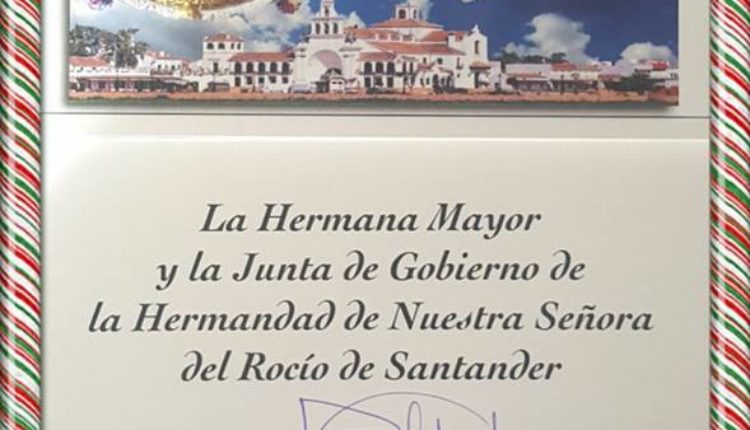 La Hermana Mayor
y la Junta de Gobierno de
la Hermandad de Nuestra Señora
del Rocío de Santander